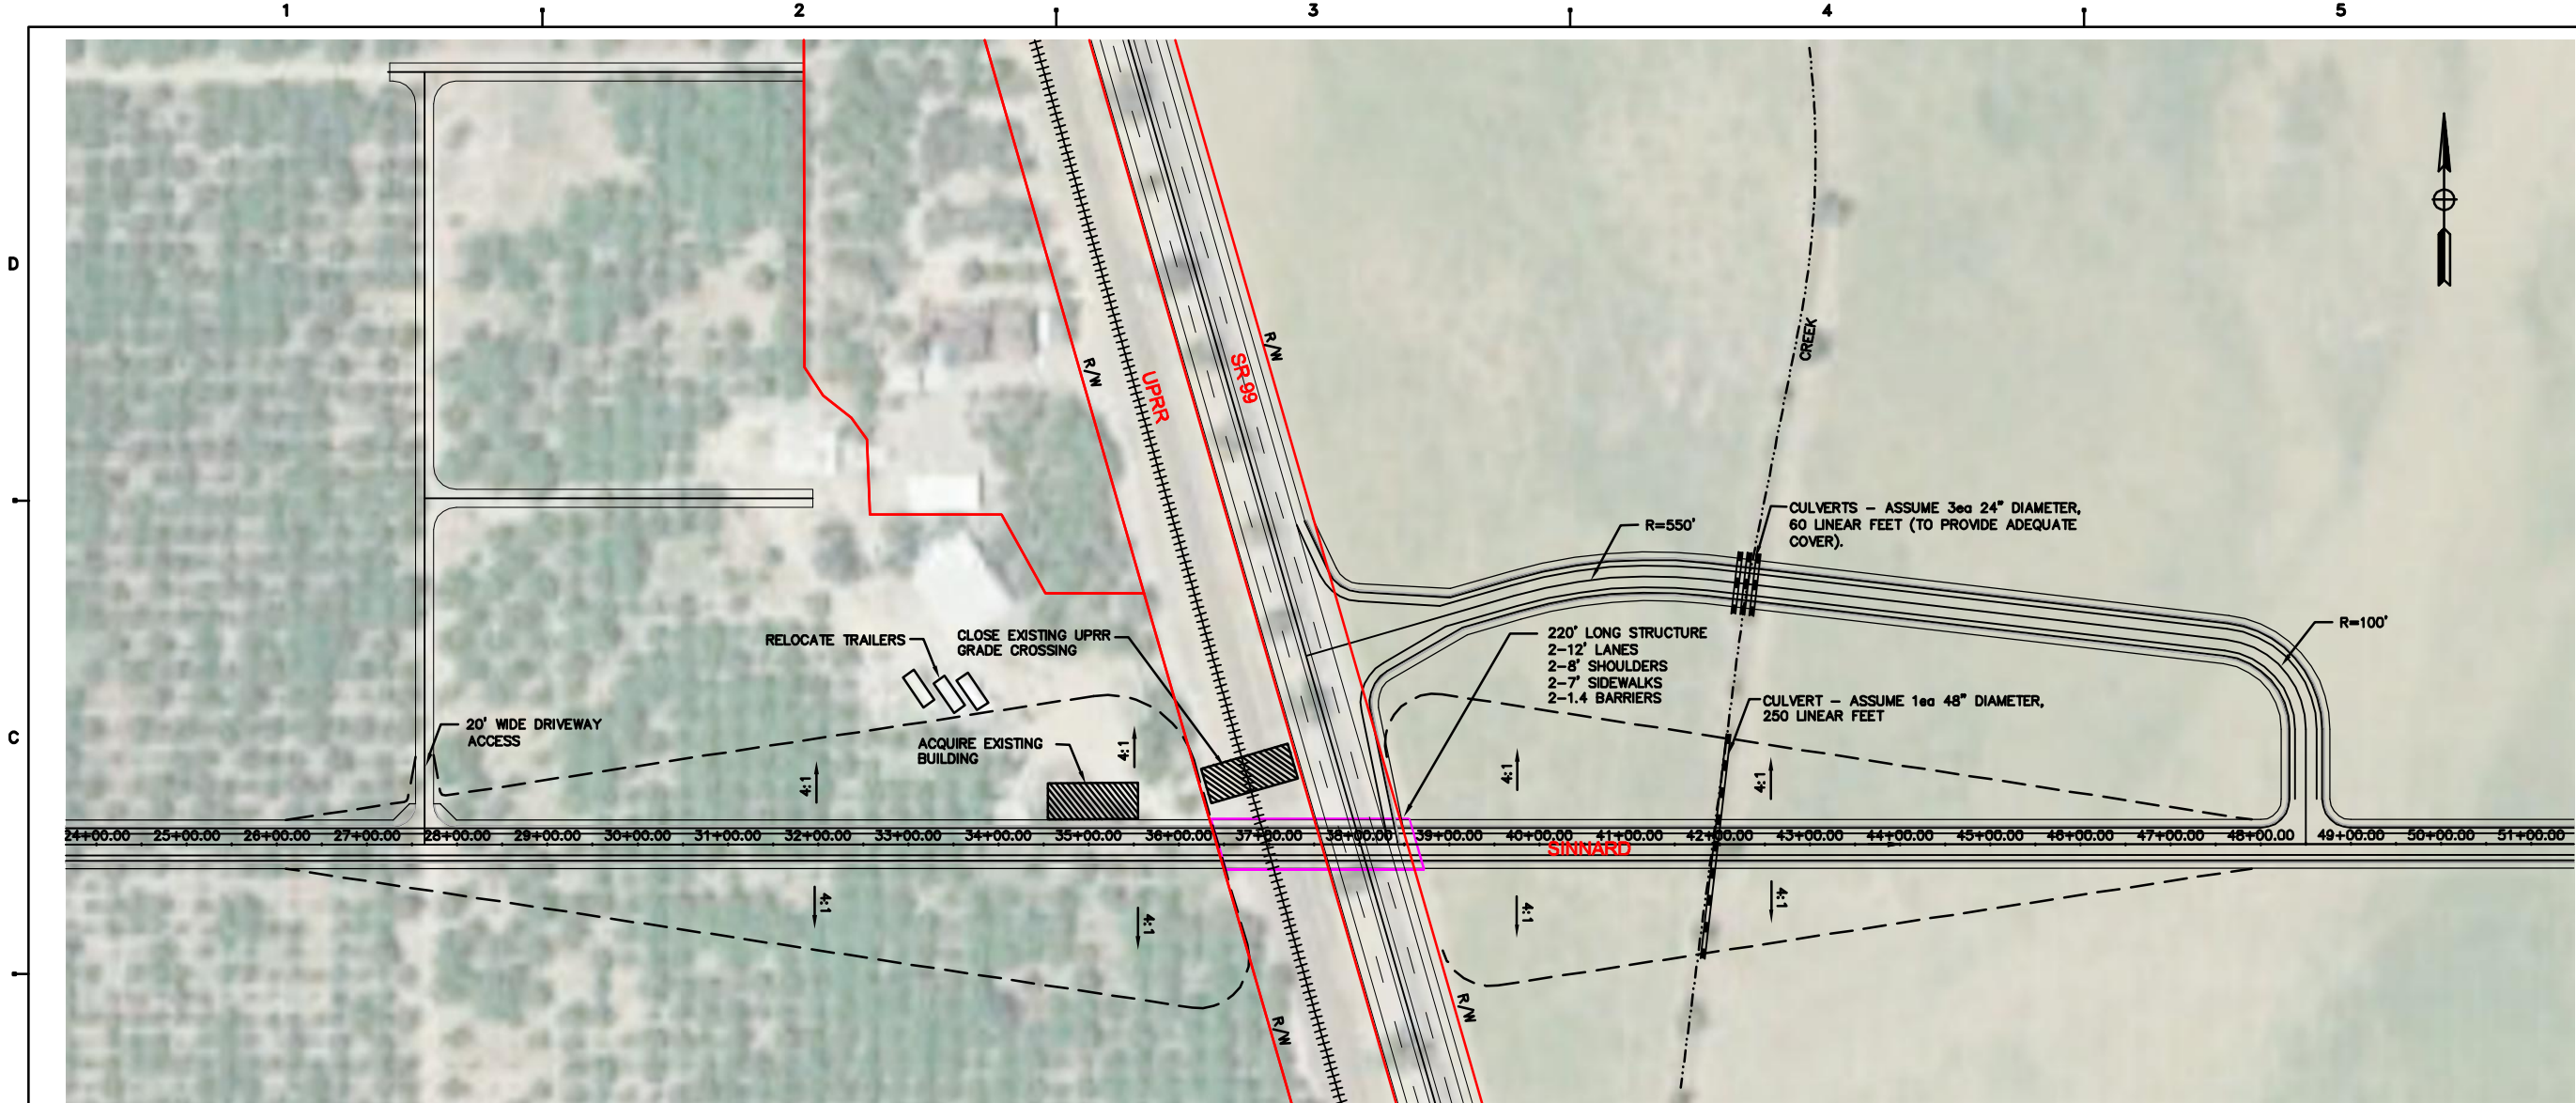 1 2 3 4 5
D
C
R/W
UPRR
SR 99
R/W
CREEK
CULVERTS - ASSUME 3ea 24" DIAMETER,
60 LINEAR FEET (TO PROVIDE ADEQUATE
COVER).
R=550'
R=100'
RELOCATE TRAILERS
CLOSE EXISTING UPRR
GRADE CROSSING
220' LONG STRUCTURE
2-12' LANES
2-8' SHOULDERS
2-7' SIDEWALKS
2-1.4 BARRIERS
CULVERT - ASSUME 1ea 48" DIAMETER,
250 LINEAR FEET
20' WIDE DRIVEWAY
ACCESS
ACQUIRE EXISTING
BUILDING
4:1
4:1
4:1
4:1
24+00.00 25+00.00 26+00.00 27+00.00 28+00.00 29+00.00 30+00.00 31+00.00 32+00.00 33+00.00 34+00.00 35+00.00 36+00.00 37+00.00 38+00.00 39+00.00 40+00.00 41+00.00 42+00.00 43+00.00 44+00.00 45+00.00 46+00.00 47+00.00 48+00.00 49+00.00 50+00.00 51+00.00
SINNARD
4:1
4:1
4:1
4:1
R/W
R/W